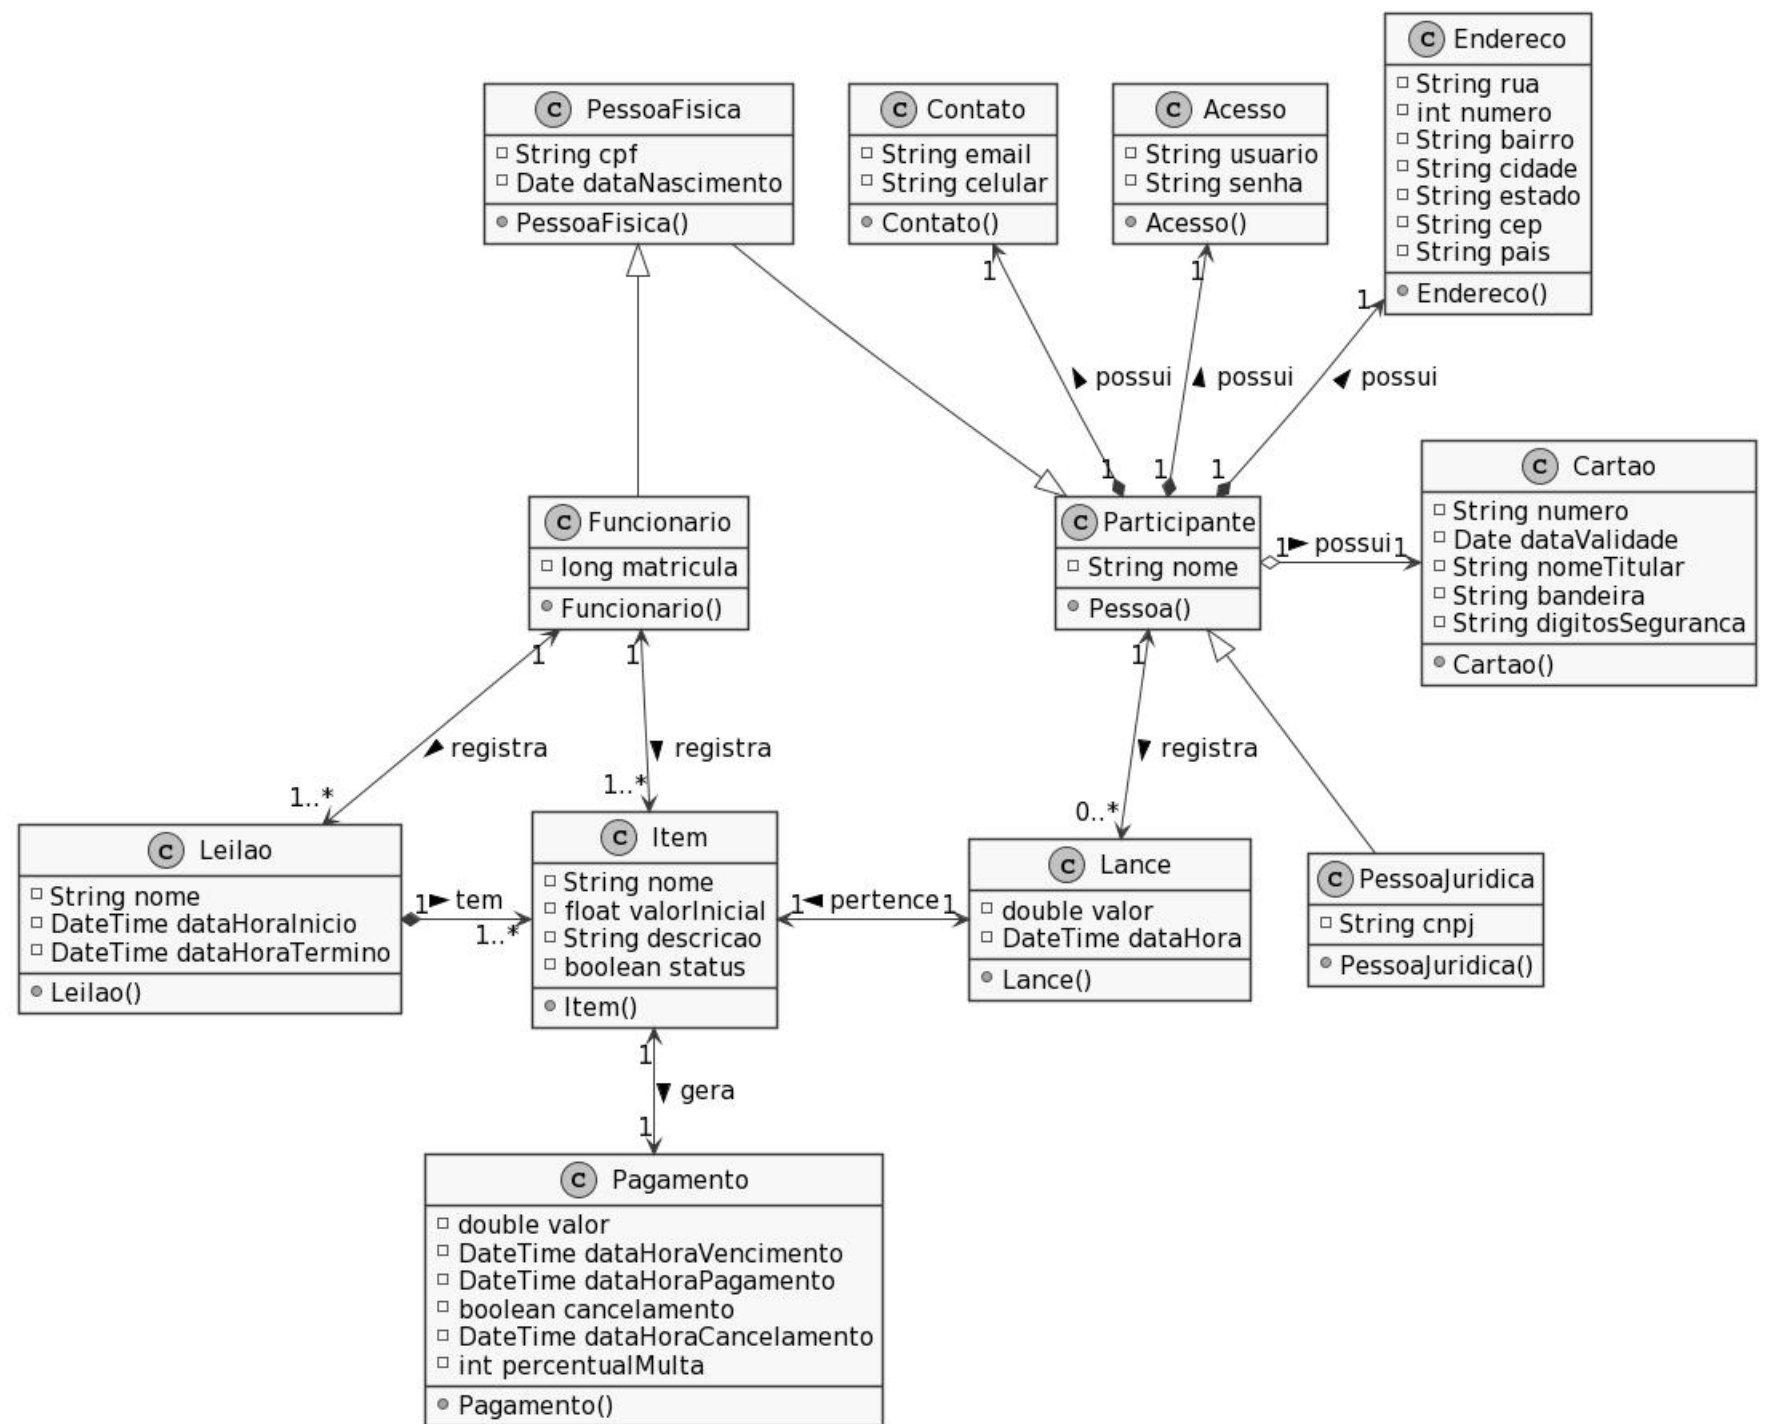 C Endereco
String rua
int numero
String bairro
String cidade
String estado
String cep
String pais
Endereco()
C PessoaFisica
String cpf
Date dataNascimento
PessoaFisica()
C Contato
String email
String celular
Contato()
C Acesso
String usuario
String senha
Acesso()
1
1
1
possui
possui
possui
1
1
1
C Funcionario
long matricula
Funcionario()
C Participante
String nome
Pessoa()
1 possui 1
C Cartao
String numero
Date dataValidade
String nomeTitular
String bandeira
String digitosSeguranca
Cartao()
1
1
1
registra
registra
registra
1..*
1..*
0..*
C Leilao
String nome
DateTime dataHoraInicio
DateTime dataHoraTermino
Leilao()
1 tem
1..*
C Item
String nome
float valorInicial
String descricao
boolean status
Item()
1 pertence 1
C Lance
double valor
DateTime dataHora
Lance()
C PessoaJuridica
String cnpj
PessoaJuridica()
1
gera
1
C Pagamento
double valor
DateTime dataHoraVencimento
DateTime dataHoraPagamento
boolean cancelamento
DateTime dataHoraCancelamento
int percentualMulta
Pagamento()